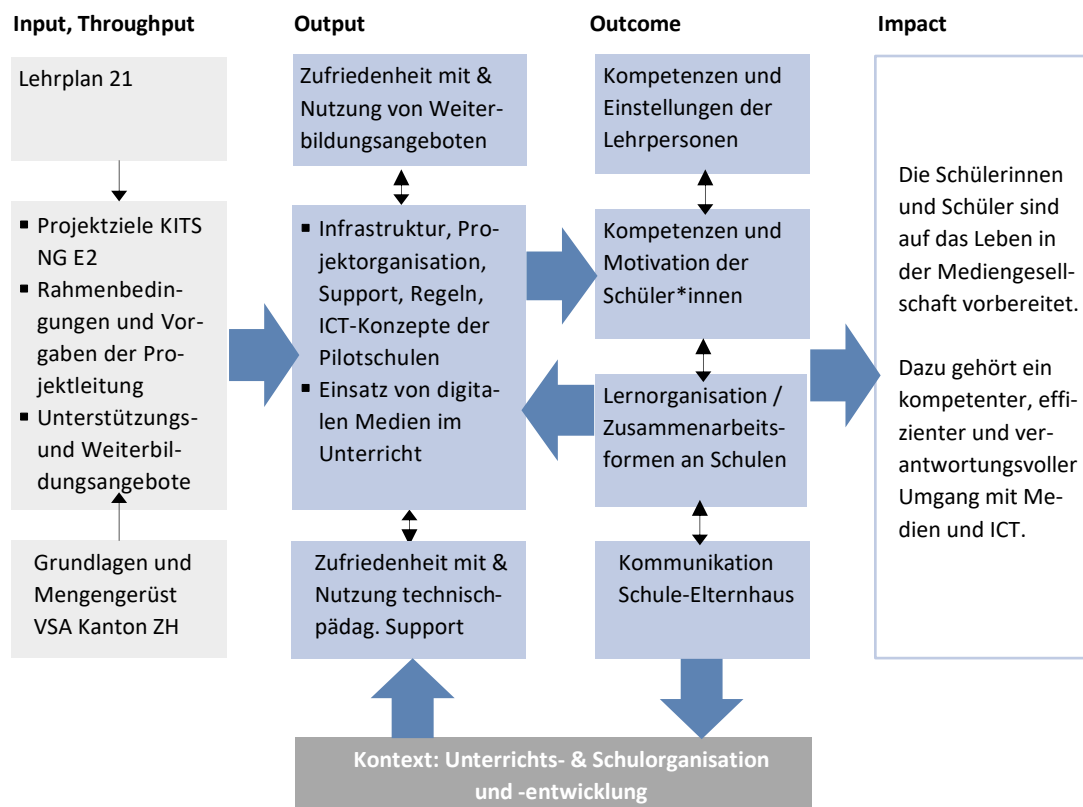 Input, Throughput
Lehrplan 21
▪ Projektziele KITS
NG E2
▪ Rahmenbedin-
gungen und Vor-
gaben der Pro-
jektleitung
▪ Unterstützungs-
und Weiterbil-
dungsangebote
Grundlagen und
Mengengerüst
VSA Kanton ZH
Output
Zufriedenheit mit &
Nutzung von Weiter-
bildungsangeboten
▪ Infrastruktur, Pro-
jektorganisation,
Support, Regeln,
ICT-Konzepte der
Pilotschulen
▪ Einsatz von digita-
len Medien im
Unterricht
Zufriedenheit mit &
Nutzung technisch-
pädag. Support
Outcome
Kompetenzen und
Einstellungen der
Lehrpersonen
Kompetenzen und
Motivation der
Schüler*innen
Lernorganisation /
Zusammenarbeits-
formen an Schulen
Kommunikation
Schule-Elternhaus
Impact
Die Schülerinnen
und Schüler sind
auf das Leben in
der Mediengesell-
schaft vorbereitet.
Dazu gehört ein
kompetenter, effi-
zienter und ver-
antwortungsvoller
Umgang mit Me-
dien und ICT.
Kontext: Unterrichts- & Schulorganisation
und -entwicklung